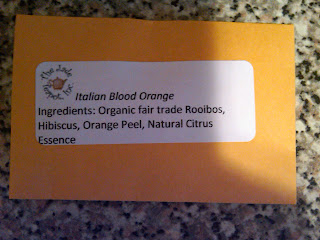 Italian Blood Orange
Ingredients: Organic fair trade Rooibos,
Hibiscus, Orange Peel, Natural Citrus
Essence